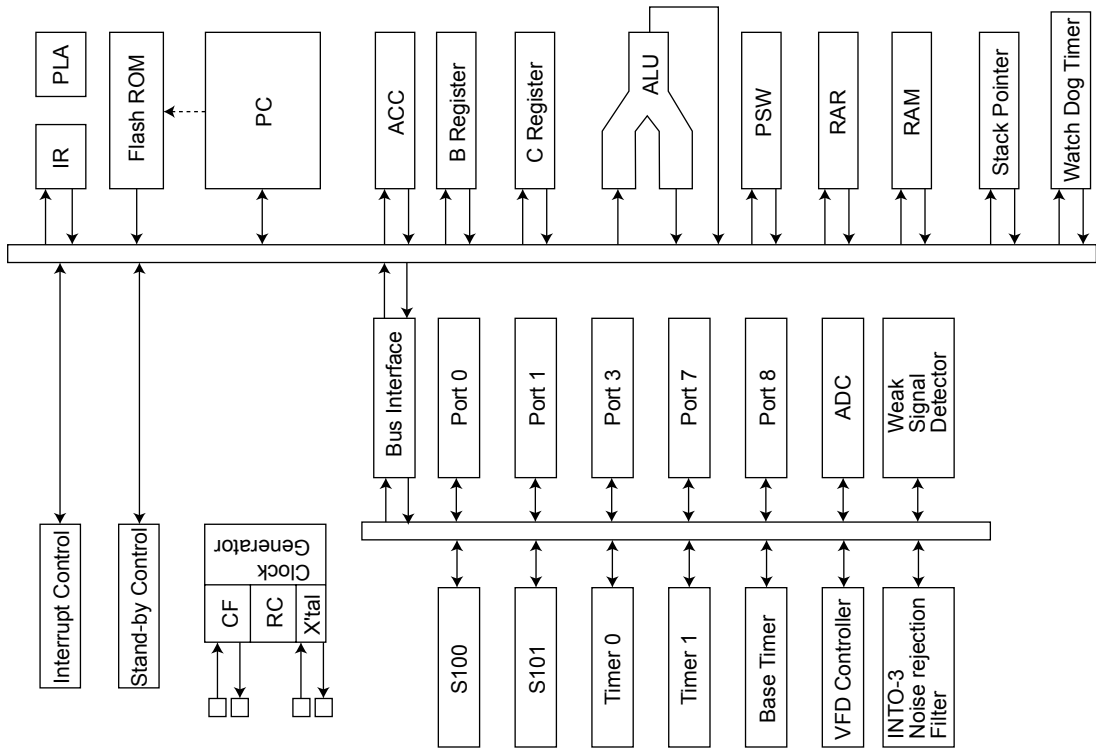 Interrupt Control
Stand-by Control
CF
RC
X'tal
Clock
Generator
IR
PLA
Flash ROM
PC
Bus Interface
ACC
B Register
C Register
ALU
PSW
RAR
RAM
Stack Pointer
Watch Dog Timer
S100
S101
Timer 0
Timer 1
Base Timer
VFD Controller
INTO-3
Noise rejection
Filter
Port 0
Port 1
Port 3
Port 7
Port 8
ADC
Weak
Signal
Detector